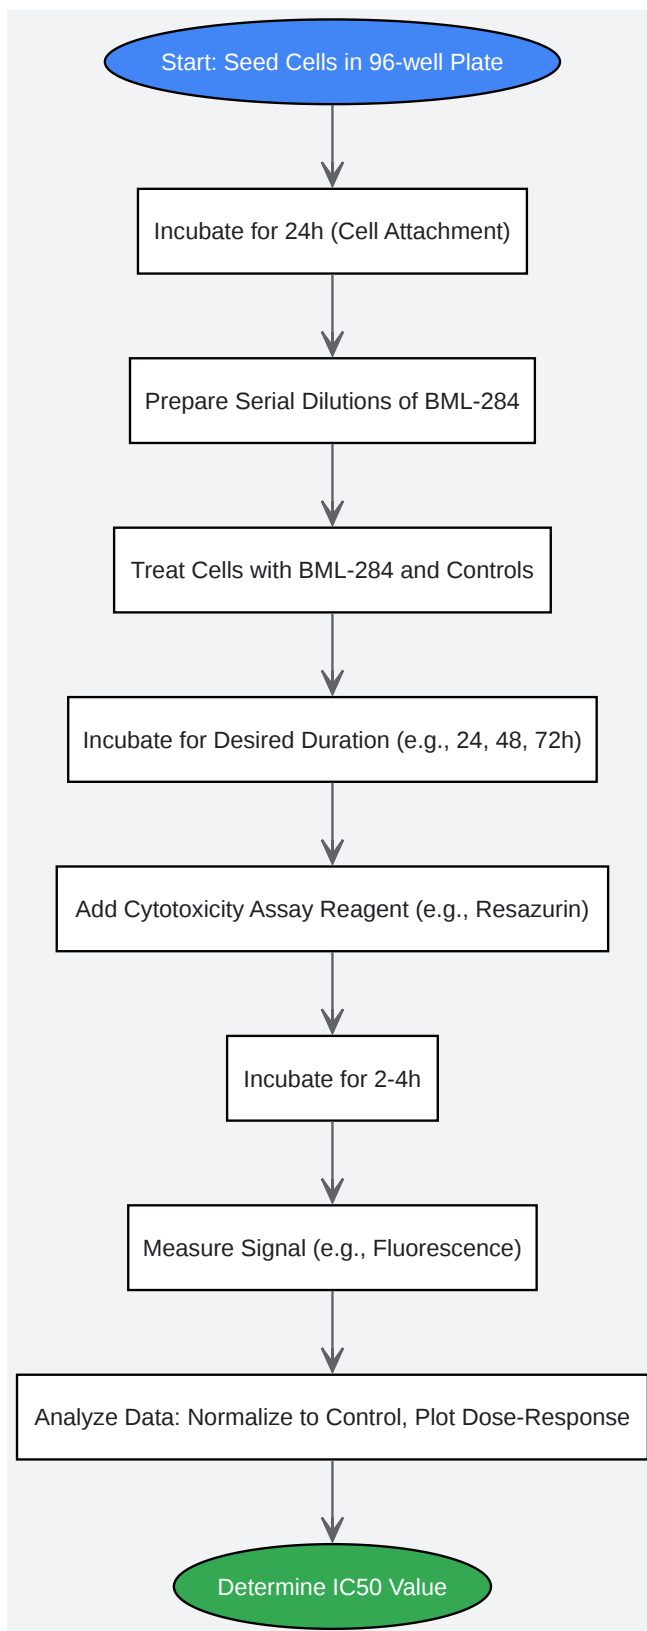 Start: Seed Cells in 96-well Plate
Incubate for 24h (Cell Attachment)
Prepare Serial Dilutions of BML-284
Treat Cells with BML-284 and Controls
Incubate for Desired Duration (e.g., 24, 48, 72h)
Add Cytotoxicity Assay Reagent (e.g., Resazurin)
Incubate for 2-4h
Measure Signal (e.g., Fluorescence)
Analyze Data: Normalize to Control, Plot Dose-Response
Determine IC50 Value